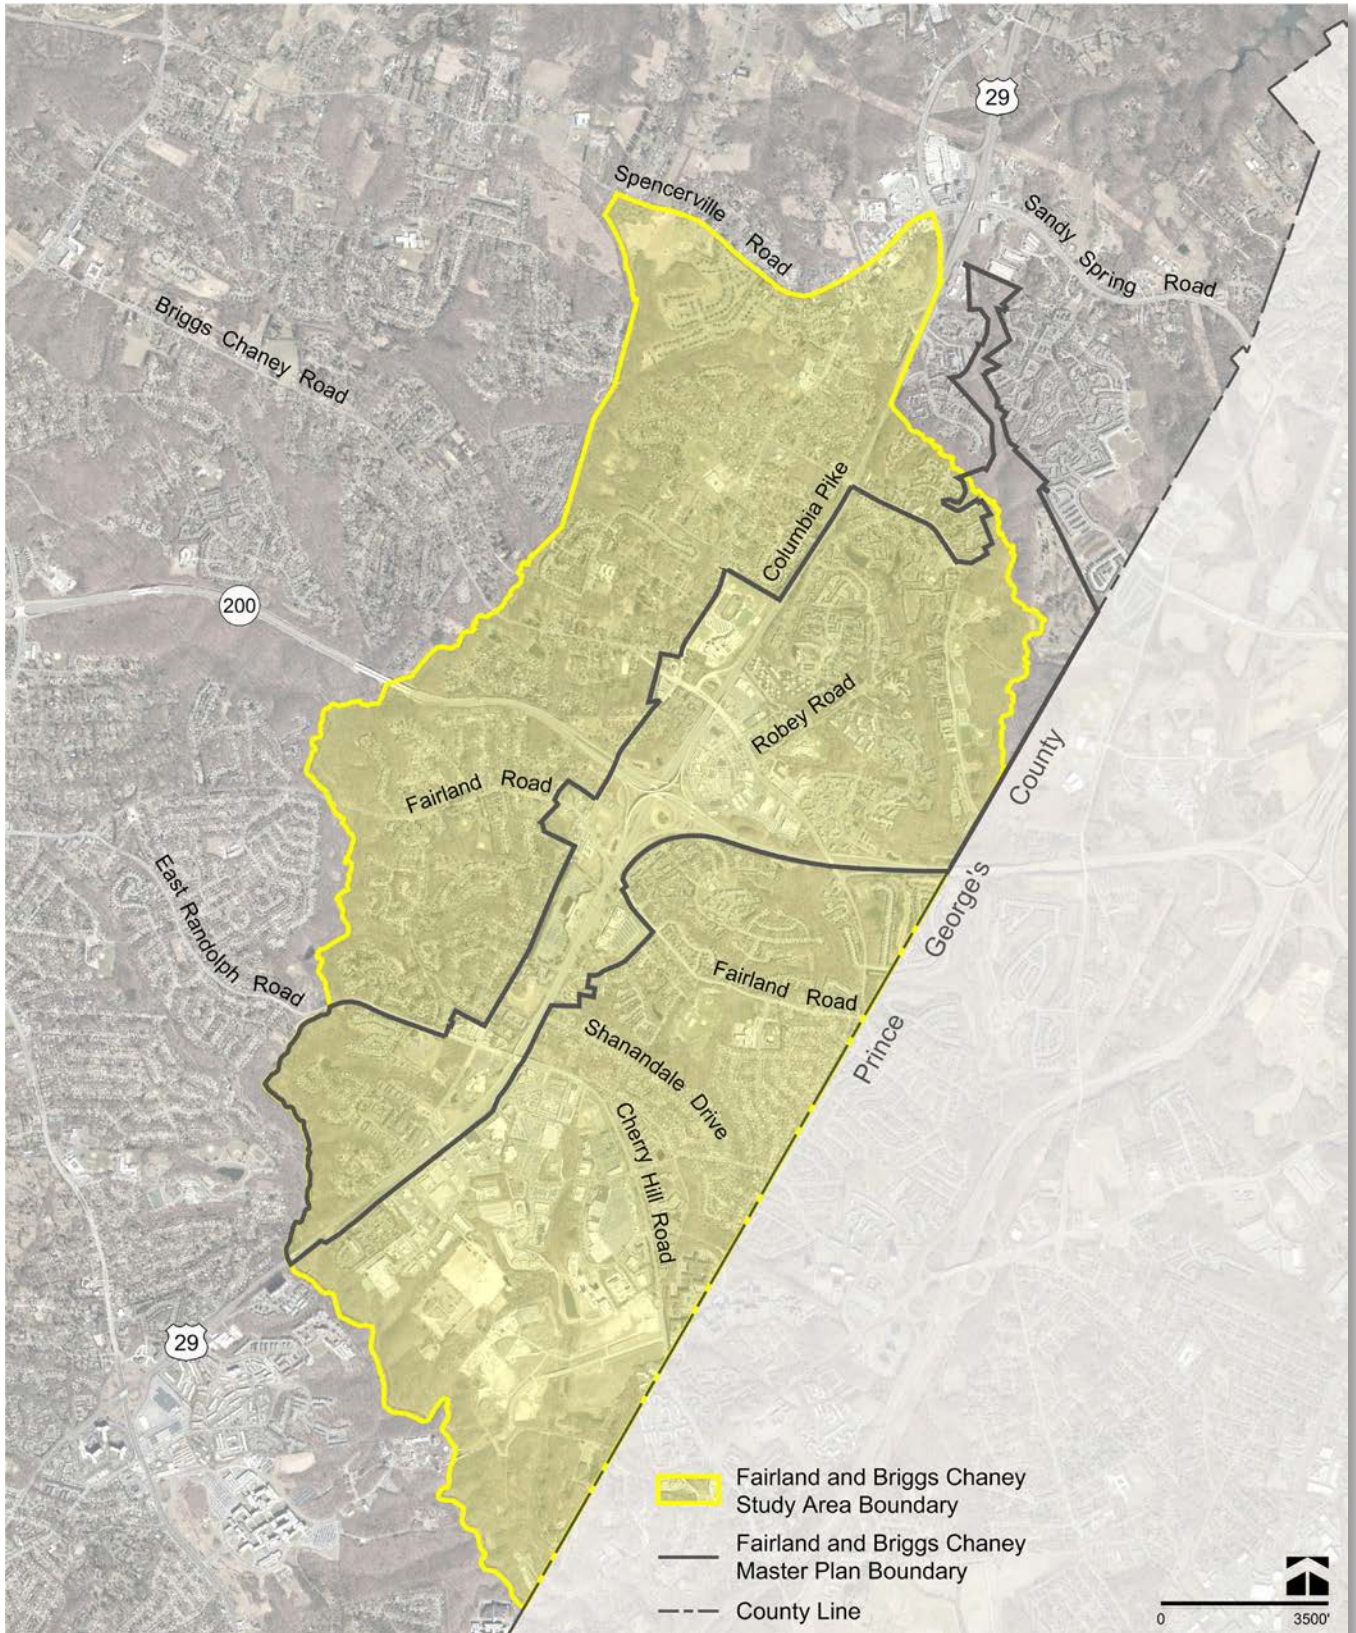 29
Spencerville Road
Sandy Spring Road
Briggs Chaney Road
Columbia Pike
200
Robey Road
Fairland Road
County
East Randolph Road
George's
Fairland Road
Prince
Shanandale Drive
Cherry Hill Road
29
Fairland and Briggs Chaney
Study Area Boundary
Fairland and Briggs Chaney
Master Plan Boundary
County Line
0 3500'